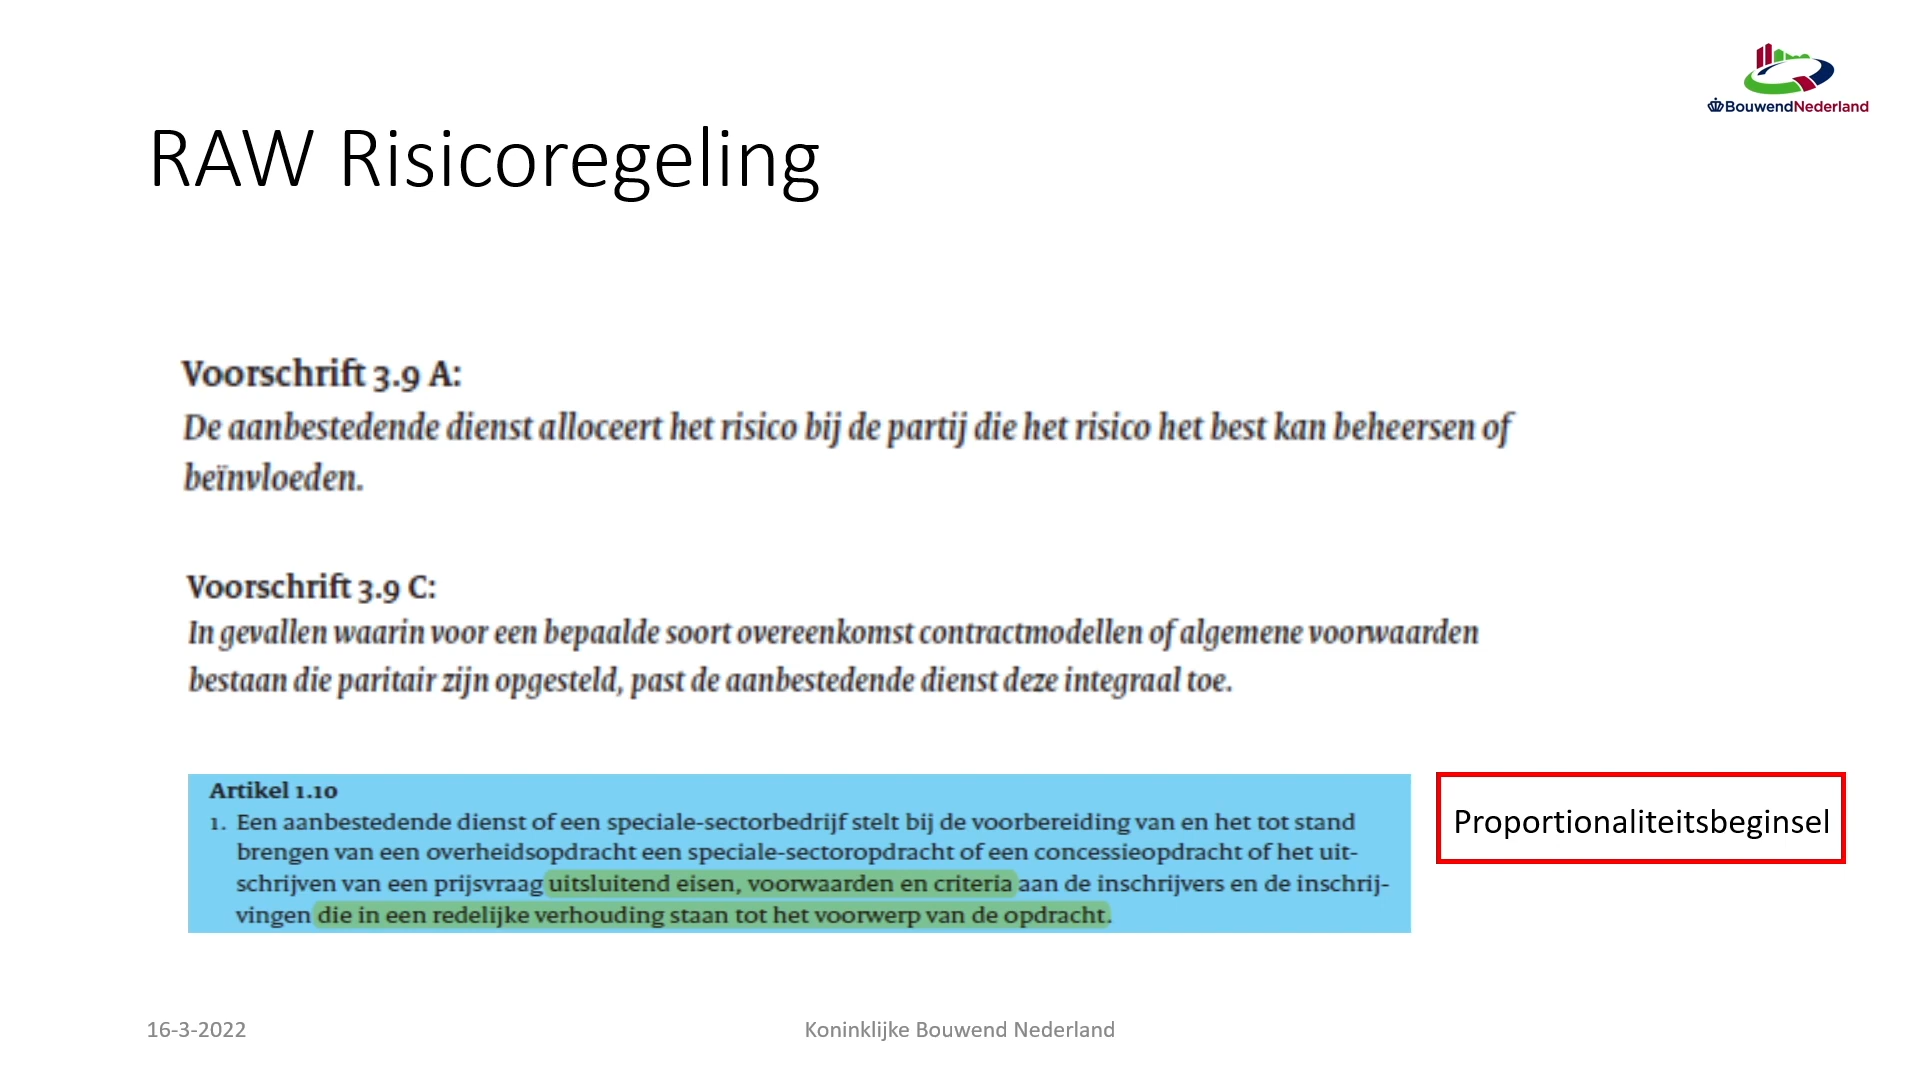 BouwendNederland
RAW Risicoregeling
Voorschrift 3.9 A:
De aanbestedende dienst alloceert het risico bij de partij die het risico het best kan beheersen of
beïnvloeden.
Voorschrift 3.9 C:
In gevallen waarin voor een bepaalde soort overeenkomst contractmodellen of algemene voorwaarden
bestaan die paritair zijn opgesteld, past de aanbestedende dienst deze integraal toe.
Artikel 1.10
1. Een aanbestedende dienst of een speciale-sectorbedrijf stelt bij de voorbereiding van en het tot stand
brengen van een overheidsopdracht een speciale-sectoropdracht of een concessieopdracht of het uit-
schrijven van een prijsvraag uitsluitend eisen, voorwaarden en criteria aan de inschrijvers en de inschrij-
vingen die in een redelijke verhouding staan tot het voorwerp van de opdracht.
Proportionaliteitsbeginsel
16-3-2022
Koninklijke Bouwend Nederland